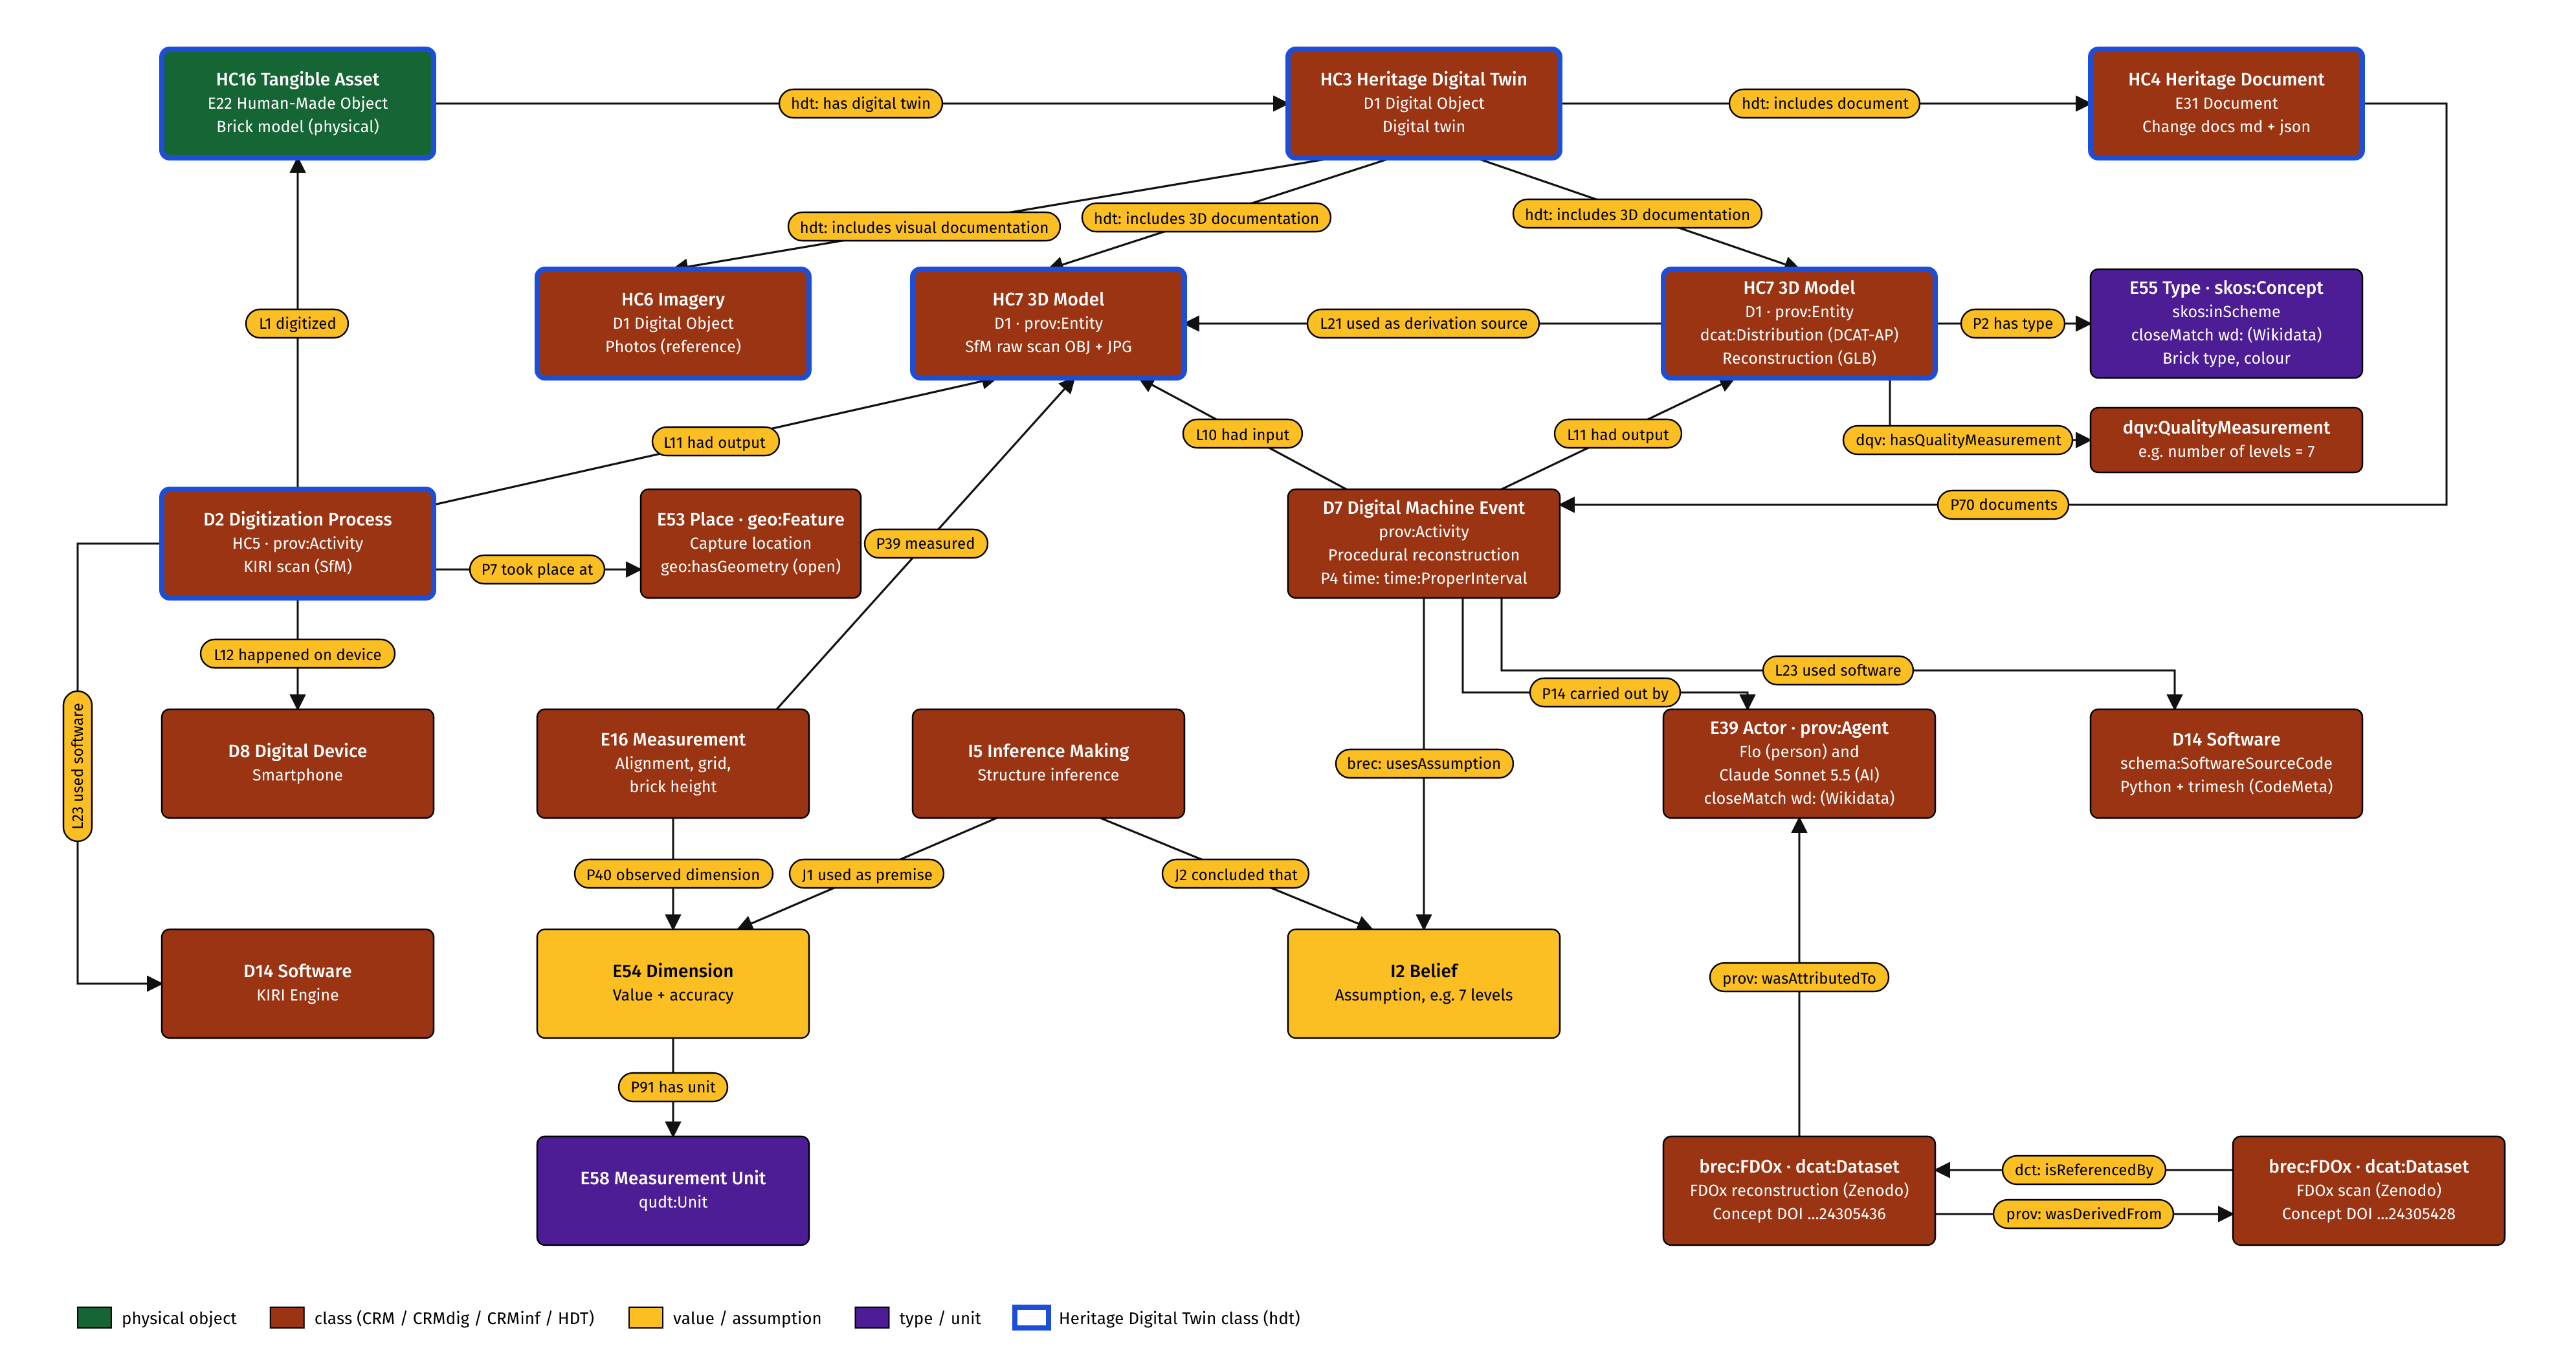 HC16 Tangible Asset
E22 Human-Made Object
Brick model (physical)
hdt: has digital twin
HC3 Heritage Digital Twin
D1 Digital Object
Digital twin
hdt: includes document
HC4 Heritage Document
E31 Document
Change docs md + json
hdt: includes visual documentation
hdt: includes 3D documentation
hdt: includes 3D documentation
L1 digitized
HC6 Imagery
D1 Digital Object
Photos (reference)
HC7 3D Model
D1 · prov:Entity
SfM raw scan OBJ + JPG
L21 used as derivation source
HC7 3D Model
D1 · prov:Entity
dcat:Distribution (DCAT-AP)
Reconstruction (GLB)
P2 has type
E55 Type · skos:Concept
skos:inScheme
closeMatch wd: (Wikidata)
Brick type, colour
L11 had output
L10 had input
L11 had output
dqv: hasQualityMeasurement
dqv:QualityMeasurement
e.g. number of levels = 7
D2 Digitization Process
HC5 · prov:Activity
KIRI scan (SfM)
P7 took place at
E53 Place · geo:Feature
Capture location
geo:hasGeometry (open)
P39 measured
D7 Digital Machine Event
prov:Activity
Procedural reconstruction
P4 time: time:ProperInterval
P70 documents
L12 happened on device
L23 used software
P14 carried out by
L23 used software
D8 Digital Device
Smartphone
E16 Measurement
Alignment, grid,
brick height
I5 Inference Making
Structure inference
brec: usesAssumption
E39 Actor · prov:Agent
Flo (person) and
Claude Sonnet 5.5 (AI)
closeMatch wd: (Wikidata)
D14 Software
schema:SoftwareSourceCode
Python + trimesh (CodeMeta)
P40 observed dimension
J1 used as premise
J2 concluded that
D14 Software
KIRI Engine
E54 Dimension
Value + accuracy
I2 Belief
Assumption, e.g. 7 levels
prov: wasAttributedTo
P91 has unit
E58 Measurement Unit
qudt:Unit
brec:FDOx · dcat:Dataset
FDOx reconstruction (Zenodo)
Concept DOI ...24305436
dct: isReferencedBy
prov: wasDerivedFrom
brec:FDOx · dcat:Dataset
FDOx scan (Zenodo)
Concept DOI ...24305428
physical object
class (CRM / CRMdig / CRMinf / HDT)
value / assumption
type / unit
Heritage Digital Twin class (hdt)